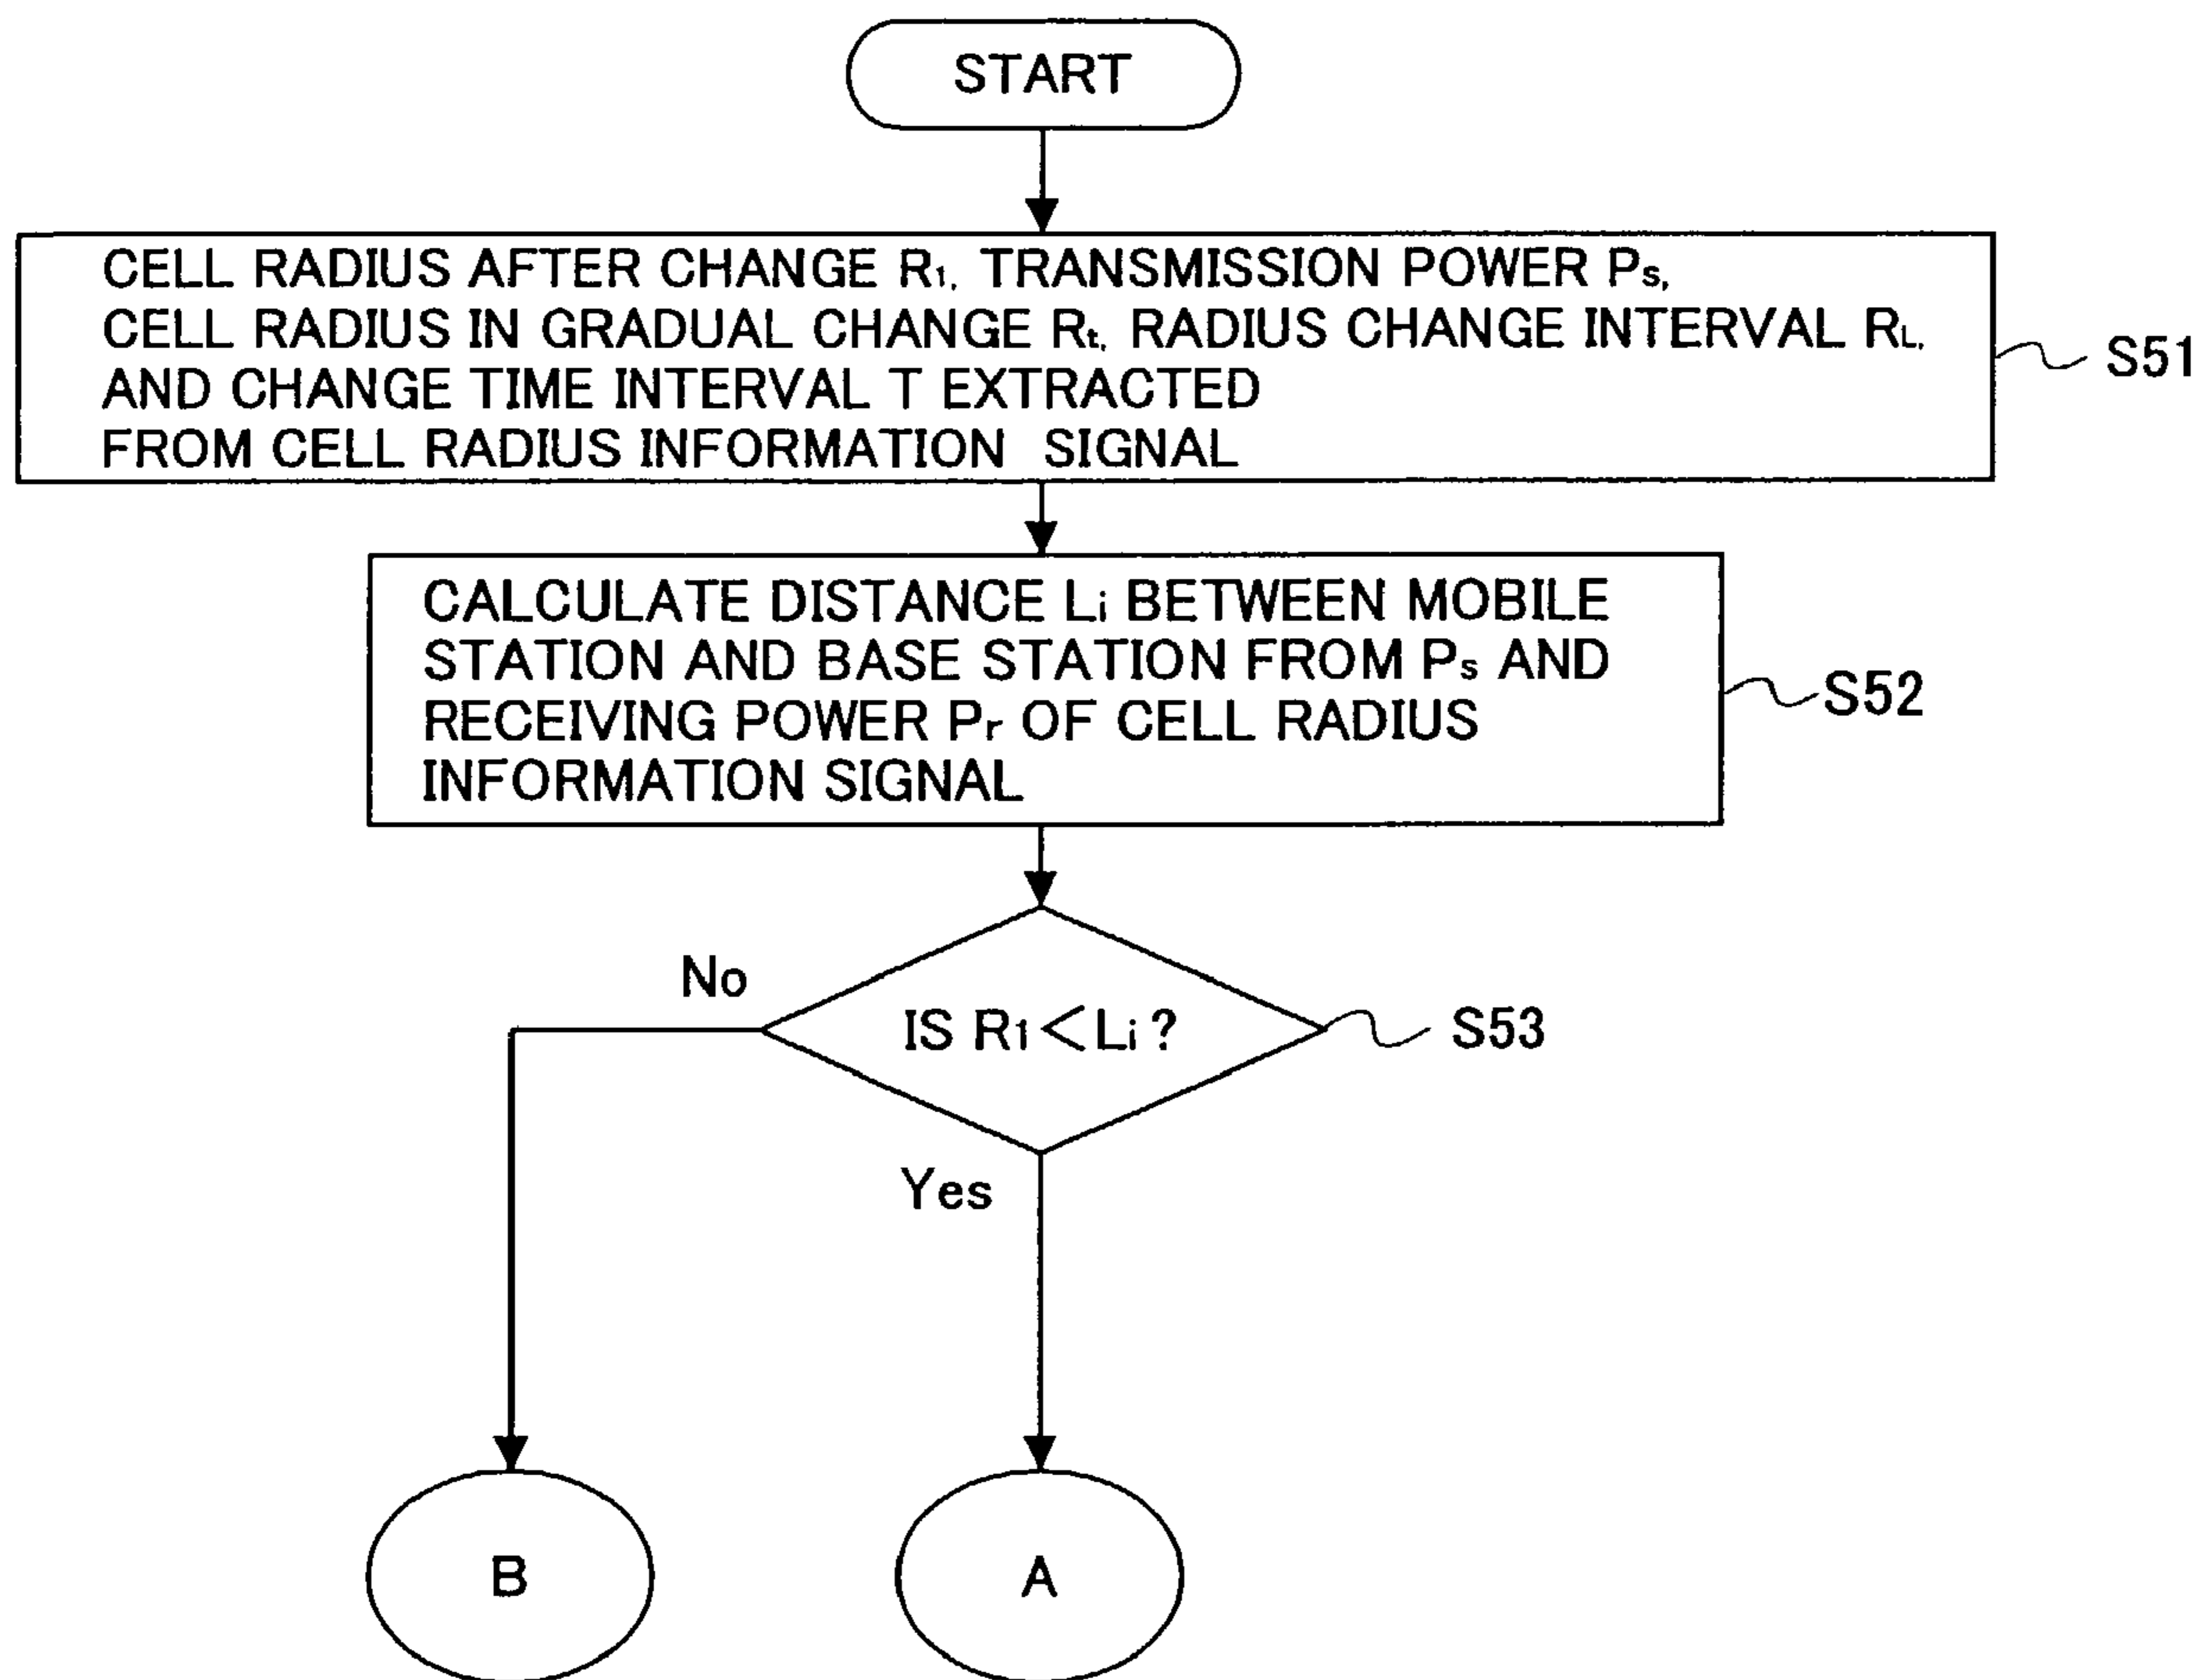 START
CELL RADIUS AFTER CHANGE R1, TRANSMISSION POWER Ps,
CELL RADIUS IN GRADUAL CHANGE Rt, RADIUS CHANGE INTERVAL RL,
AND CHANGE TIME INTERVAL T EXTRACTED
FROM CELL RADIUS INFORMATION SIGNAL
S51
CALCULATE DISTANCE Li BETWEEN MOBILE
STATION AND BASE STATION FROM Ps AND
RECEIVING POWER Pr OF CELL RADIUS
INFORMATION SIGNAL
S52
No
IS R1<Li?
S53
Yes
B
A